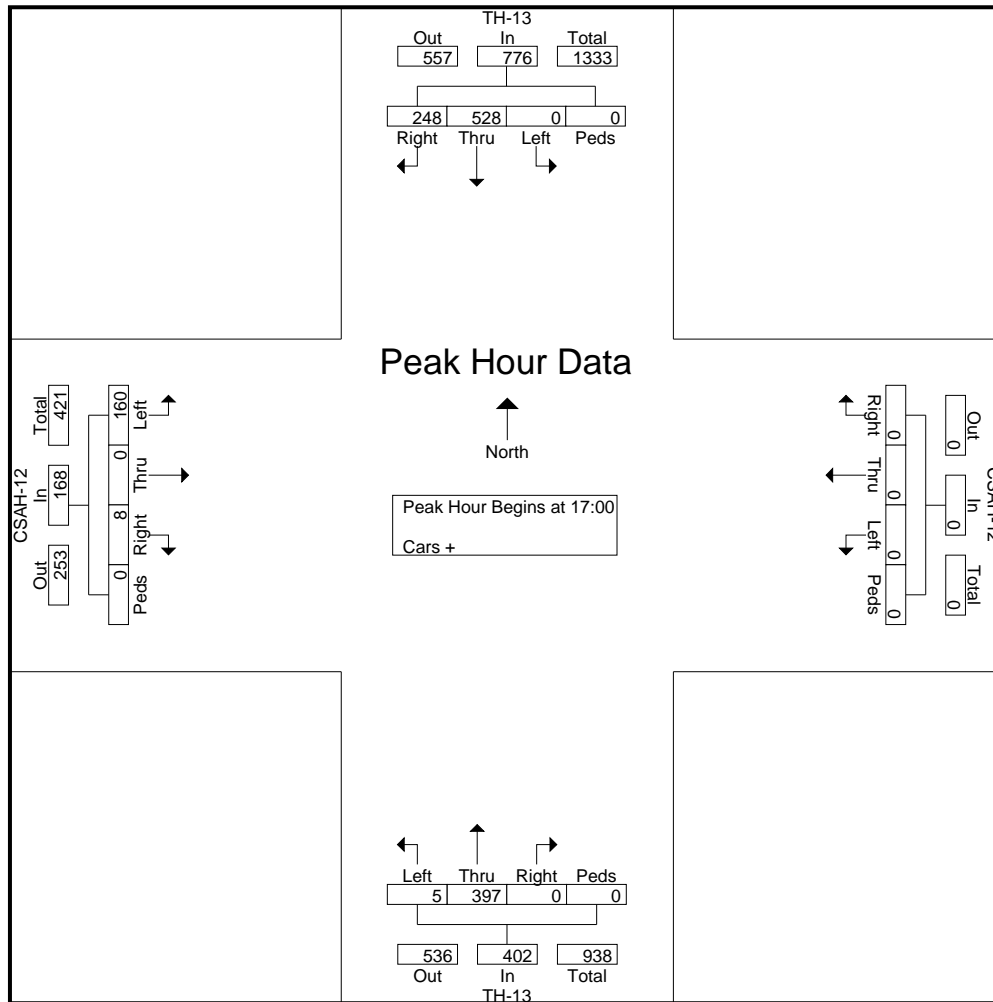 TH-13
Out In Total
557 776 1333
248 528 0 0
Right Thru Left Peds
Peak Hour Data
North
Peak Hour Begins at 17:00
Cars +
CSAH-12
Total In Out
421 168 253
160 0 8 0
Left Thru Right Peds
Right Thru Left Peds
0 0 0 0
Out In Total
0 0 0
CSAH-12
Left Thru Right Peds
5 397 0 0
536 402 938
Out In Total
TH-13